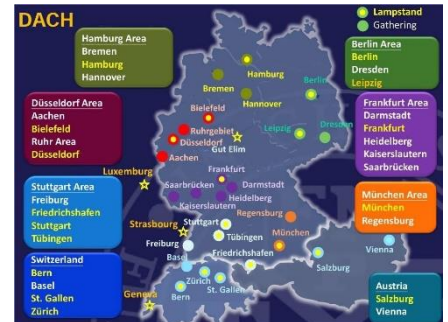 DACH
Lampstand
Gathering
Hamburg Area
Bremen
Hamburg
Hannover
Berlin Area
Berlin
Dresden
Leipzig
Düsseldorf Area
Aachen
Bielefeld
Ruhr Area
Düsseldorf
Frankfurt Area
Darmstadt
Frankfurt
Heidelberg
Kaiserslautern
Saarbrücken
Stuttgart Area
Freiburg
Friedrichshafen
Stuttgart
Tübingen
München Area
München
Regensburg
Switzerland
Bern
Basel
St. Gallen
Zürich
Austria
Salzburg
Vienna
Hamburg
Bremen
Berlin
Hannover
Bielefeld
Ruhrgebiet
Düsseldorf
Gut Elim
Leipzig
Dresden
Aachen
Luxemburg
Frankfurt
Saarbrücken
Darmstadt
Heidelberg
Kaiserslautern
Stuttgart
Regensburg
Strasbourg
Tübingen
Freiburg
München
Vienna
Basel
Friedrichshafen
Salzburg
Zürich
St. Gallen
Bern
Geneva